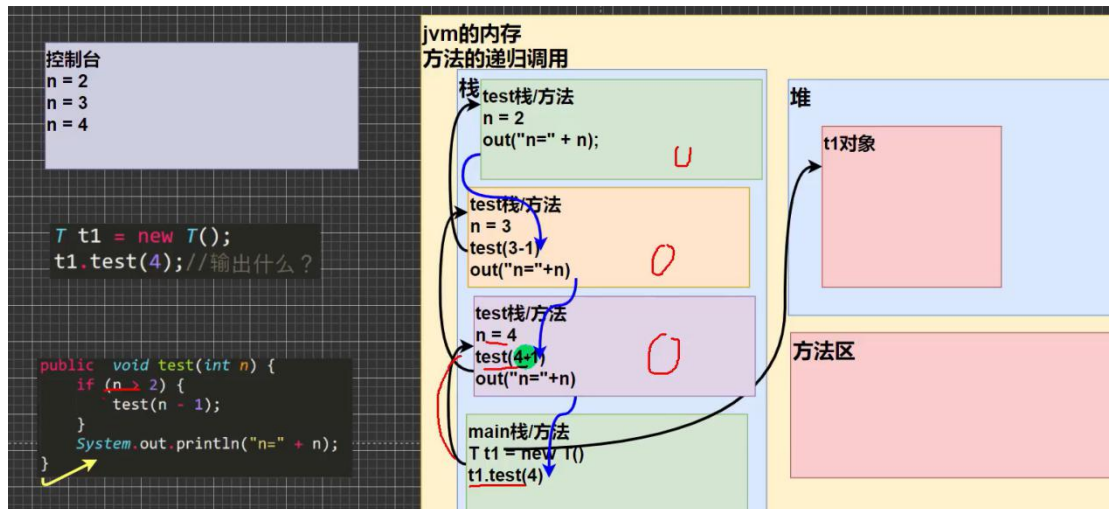 控制台
n = 2
n = 3
n = 4
T t1 = new T();
t1.test(4);//输出什么？
public void test(int n) {
if (n > 2) {
test(n - 1);
}
System.out.println("n=" + n);
}
jvm的内存
方法的递归调用
栈
test栈/方法
n = 2
out("n=" + n);
test栈/方法
n = 3
test(3-1)
out("n="+n)
test栈/方法
n = 4
test(4-1)
out("n="+n)
main栈/方法
T t1 = new T()
t1.test(4)
堆
t1对象
方法区